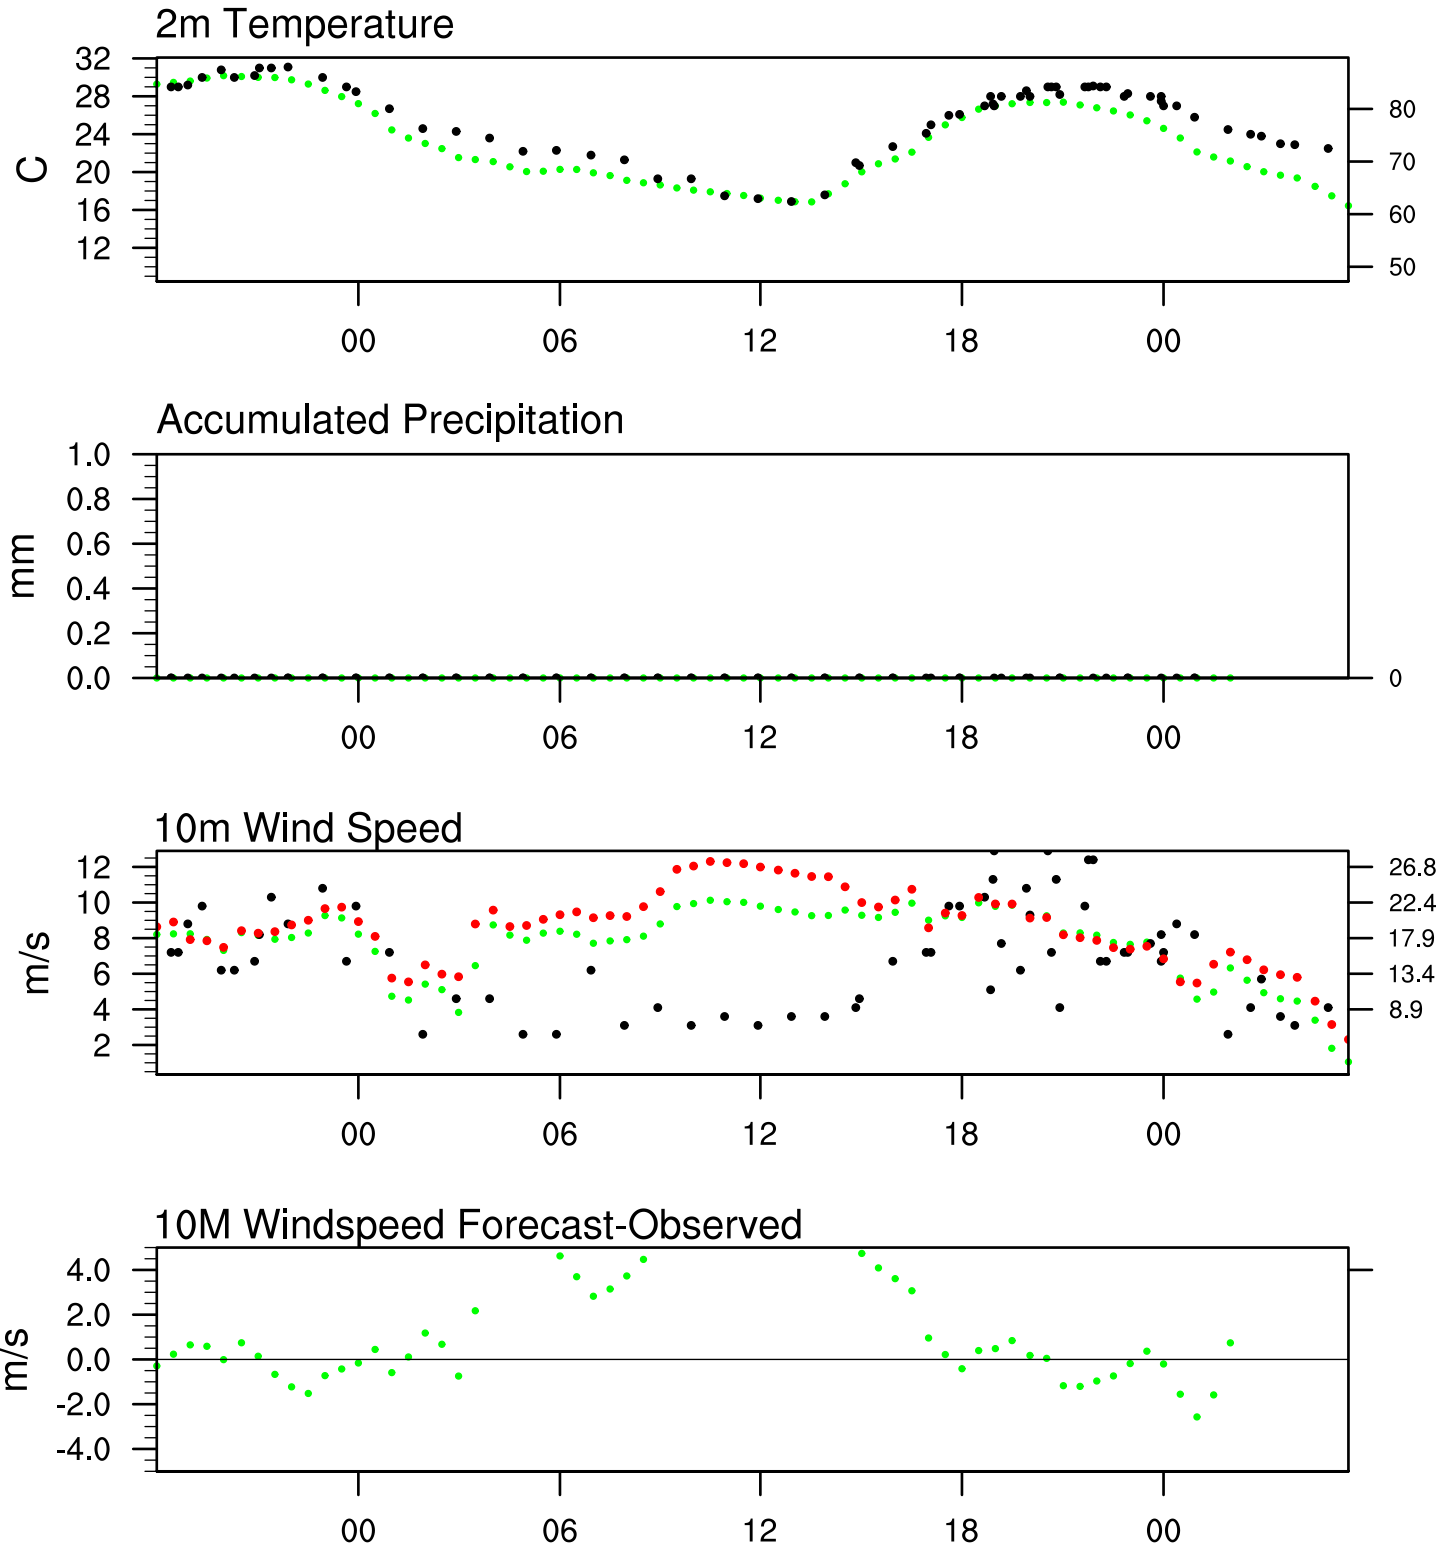 2m Temperature
32
28
24
20
16
12
C
80
70
60
50
00 06 12 18 00
Accumulated Precipitation
1.0
0.8
0.6
0.4
0.2
0.0
mm
0
00 06 12 18 00
10m Wind Speed
12
10
8
6
4
2
m/s
26.8
22.4
17.9
13.4
8.9
00 06 12 18 00
10M Windspeed Forecast-Observed
4.0
2.0
0.0
-2.0
-4.0
m/s
00 06 12 18 00